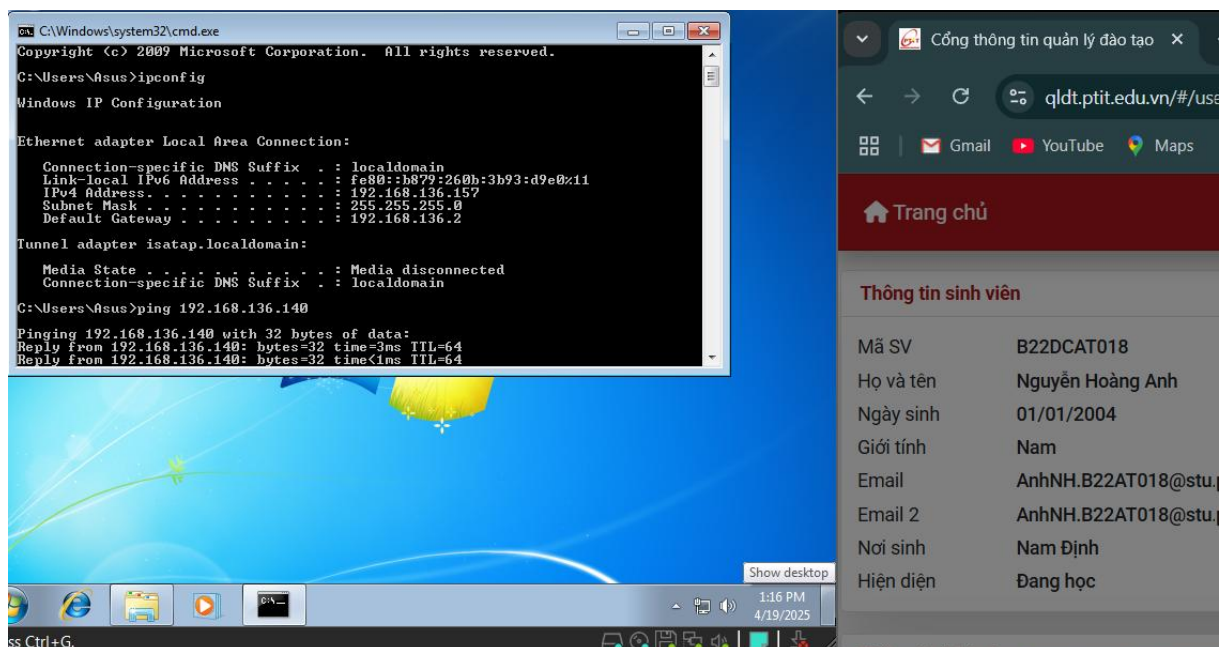 C:\Windows\system32\cmd.exe
Copyright (c) 2009 Microsoft Corporation.  All rights reserved.
C:\Users\Asus>ipconfig
Windows IP Configuration
Ethernet adapter Local Area Connection:
Connection-specific DNS Suffix  . : localdomain
Link-local IPv6 Address . . . . . : fe80::b879:260b:3b93:d9e0%11
IPv4 Address. . . . . . . . . . . : 192.168.136.157
Subnet Mask . . . . . . . . . . . : 255.255.255.0
Default Gateway . . . . . . . . . : 192.168.136.2
Tunnel adapter isatap.localdomain:
Media State . . . . . . . . . . . : Media disconnected
Connection-specific DNS Suffix  . : localdomain
C:\Users\Asus>ping 192.168.136.140
Pinging 192.168.136.140 with 32 bytes of data:
Reply from 192.168.136.140: bytes=32 time=3ms TTL=64
Reply from 192.168.136.140: bytes=32 time<1ms TTL=64
Show desktop
1:16 PM
4/19/2025
ss Ctrl+G.
Cổng thông tin quản lý đào tạo
qldt.ptit.edu.vn/#/use
Gmail YouTube Maps
Trang chủ
Thông tin sinh viên
Mã SV B22DCAT018
Họ và tên Nguyễn Hoàng Anh
Ngày sinh 01/01/2004
Giới tính Nam
Email AnhNH.B22AT018@stu.p
Email 2 AnhNH.B22AT018@stu.p
Nơi sinh Nam Định
Hiện diện Đang học